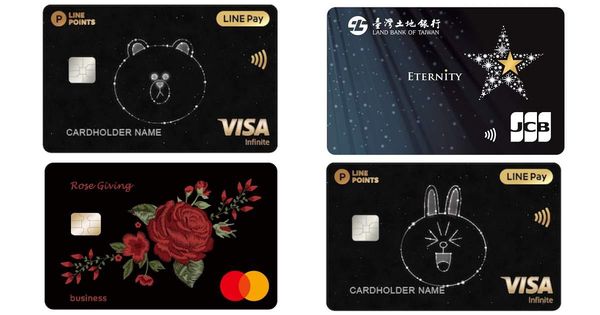 P LINE
POINTS
LINE Pay
CARDHOLDER NAME
VISA
Infinite
臺灣土地銀行
LAND BANK OF TAIWAN
ETERNITY
JCB
Rose Giving
business
P LINE
POINTS
LINE Pay
CARDHOLDER NAME
VISA
Infinite